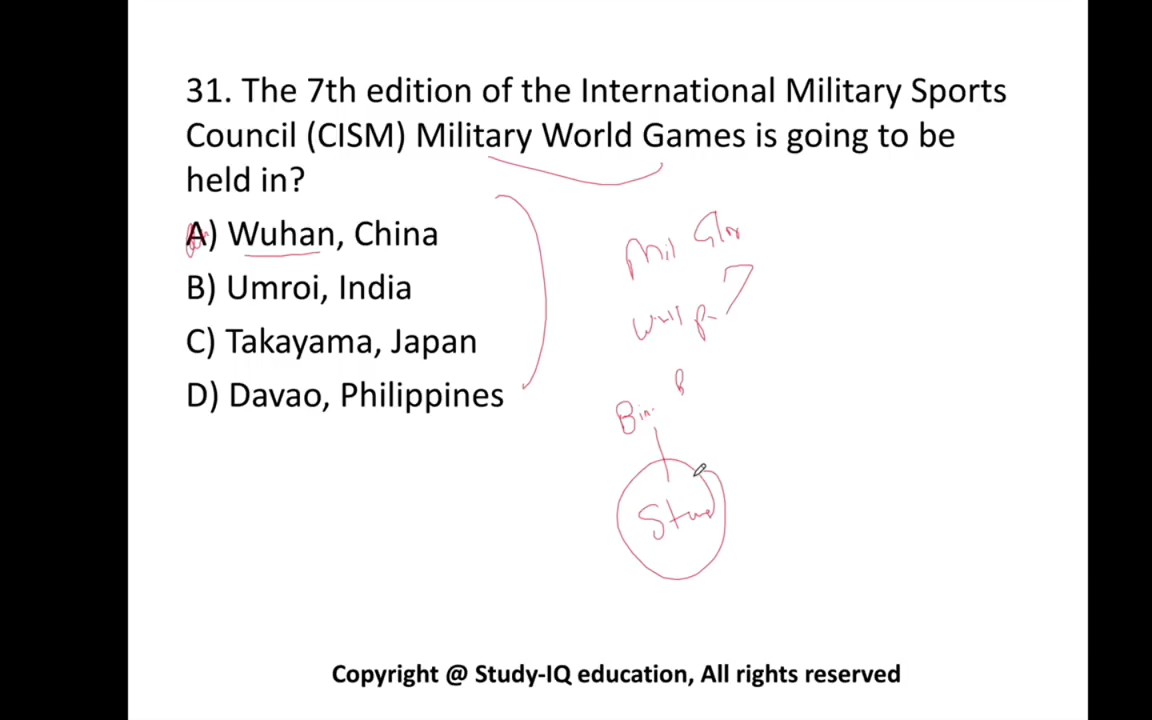 31. The 7th edition of the International Military Sports
Council (CISM) Military World Games is going to be
held in?
A) Wuhan, China
B) Umroi, India
C) Takayama, Japan
D) Davao, Philippines
Mil
7
Copyright @ Study-IQ education, All rights reserved